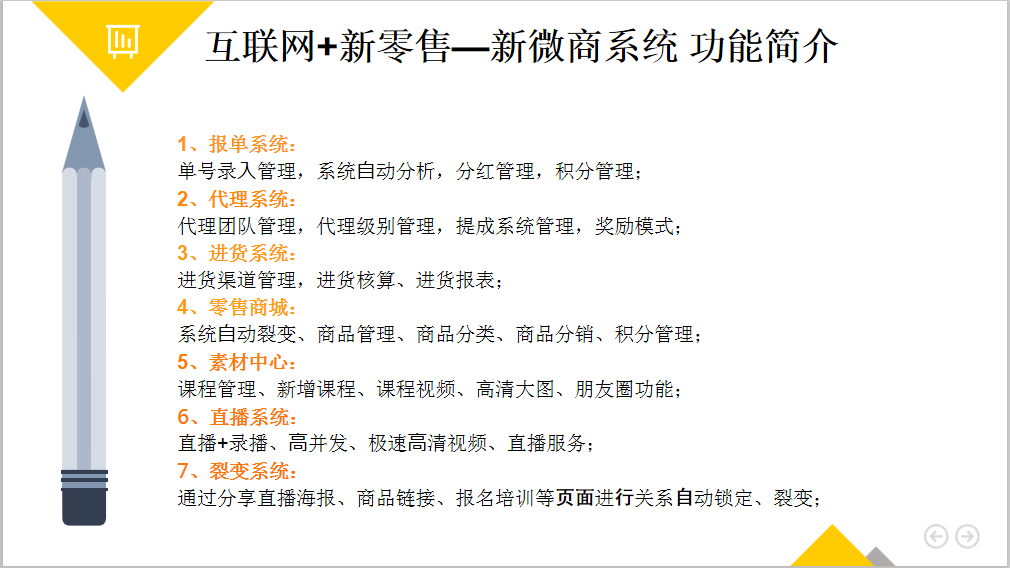 互联网+新零售—新微商系统 功能简介
1、报单系统：
单号录入管理，系统自动分析，分红管理，积分管理；
2、代理系统：
代理团队管理，代理级别管理，提成系统管理，奖励模式；
3、进货系统：
进货渠道管理，进货核算、进货报表；
4、零售商城：
系统自动裂变、商品管理、商品分类、商品分销、积分管理；
5、素材中心：
课程管理、新增课程、课程视频、高清大图、朋友圈功能；
6、直播系统：
直播+录播、高并发、极速高清视频、直播服务；
7、裂变系统：
通过分享直播海报、商品链接、报名培训等页面进行关系自动锁定、裂变；